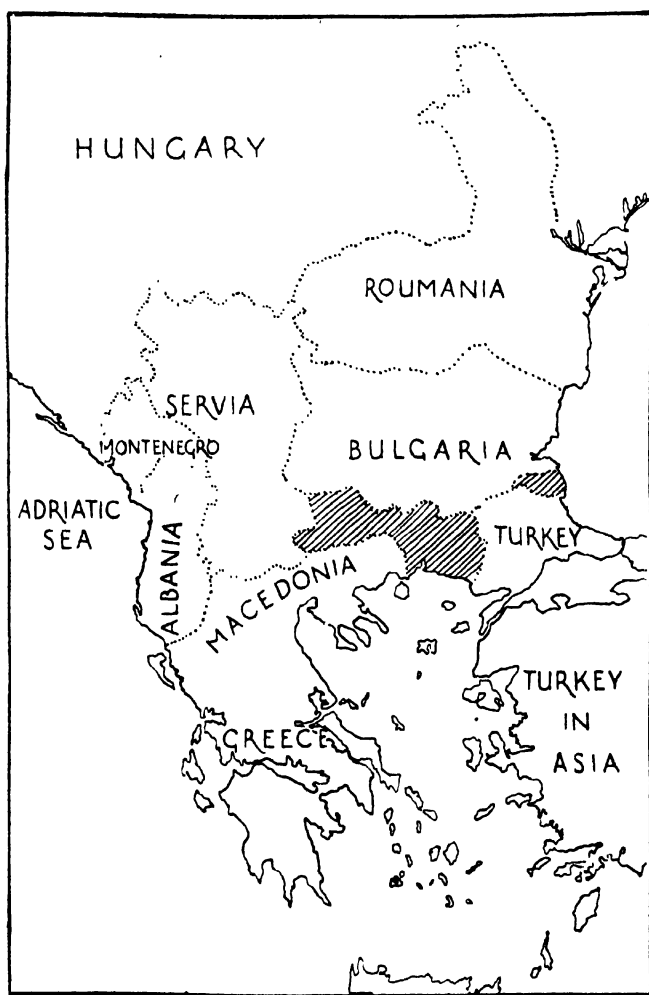 HUNGARY
ROUMANIA
SERVIA
MONTENEGRO
BULGARIA
ADRIATIC
SEA
ALBANIA
TURKEY
MACEDONIA
TURKEY
IN
ASIA
GREECE